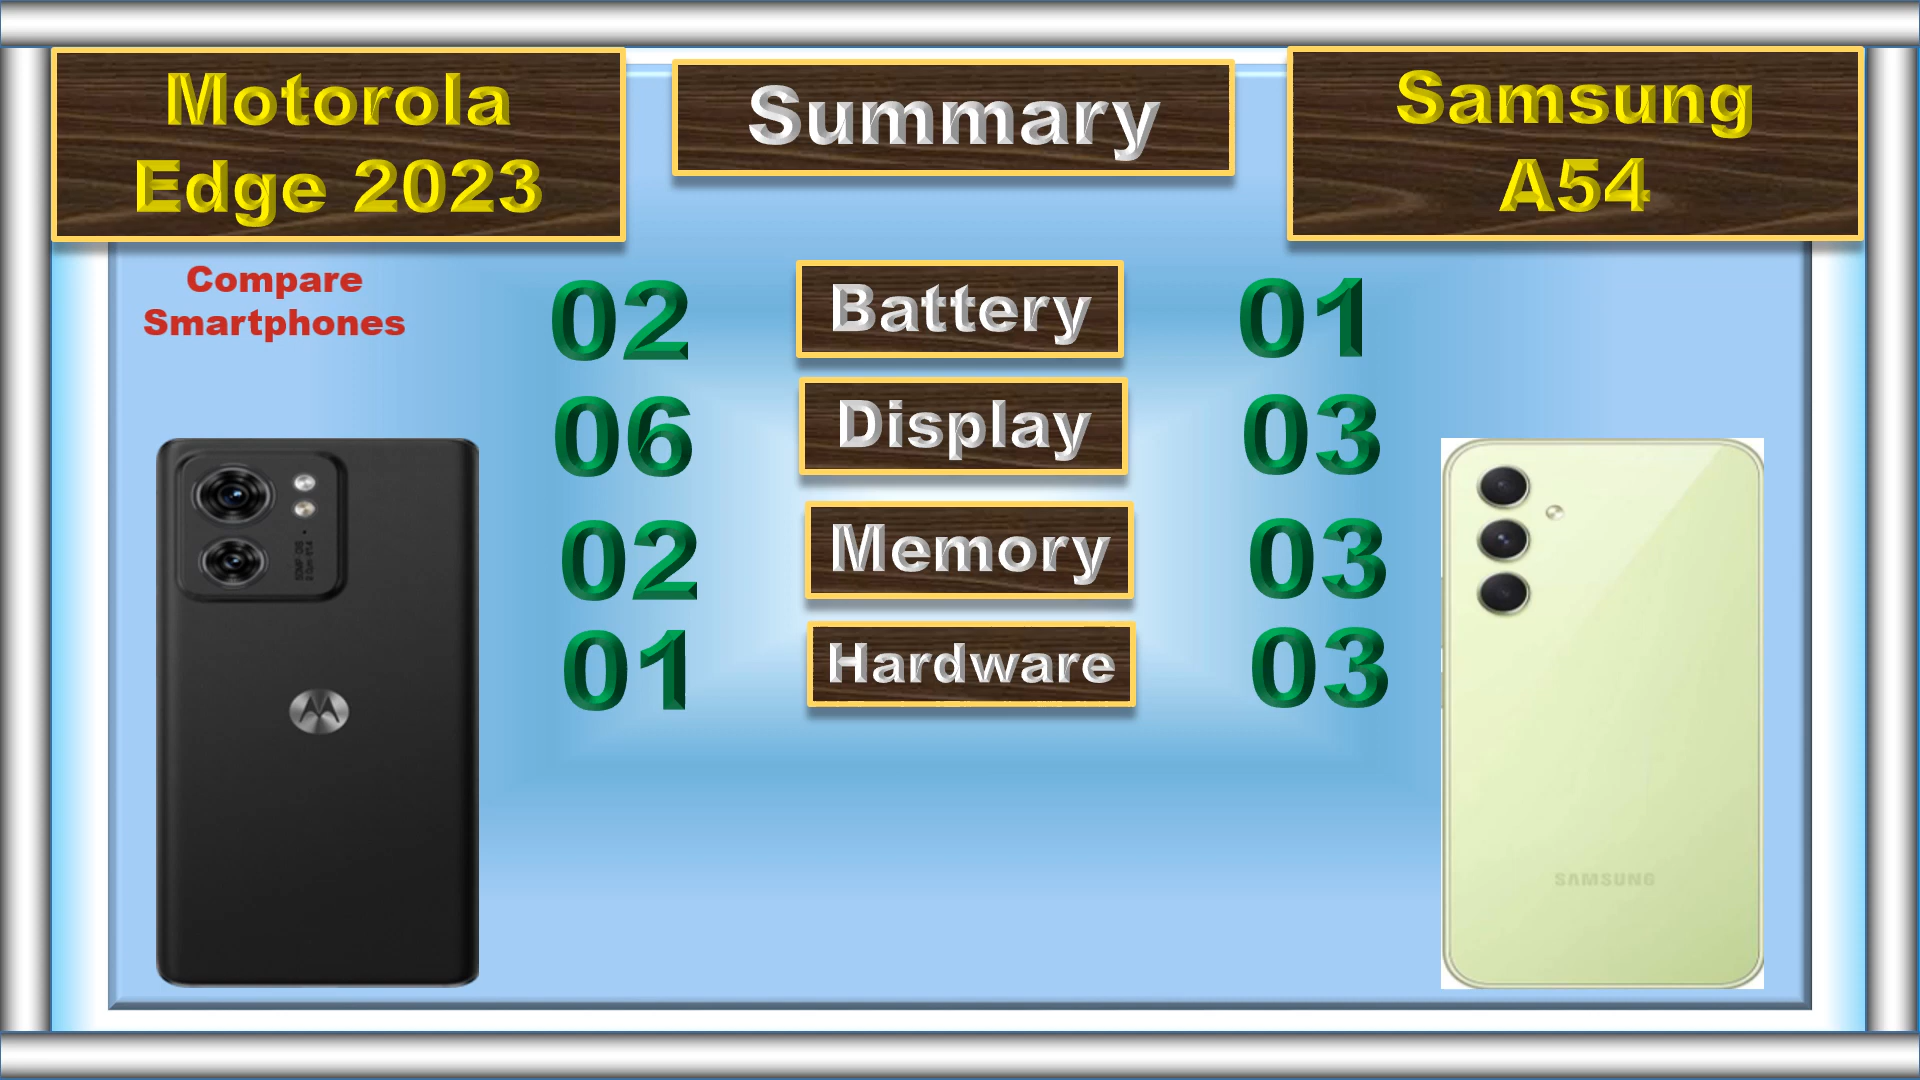 Motorola
Edge 2023
Summary
Samsung
A54
Compare
Smartphones
02 Battery 01
06 Display 03
02 Memory 03
01 Hardware 03
SAMSUNG